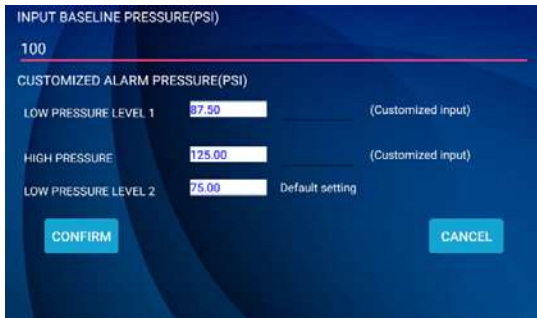 INPUT BASELINE PRESSURE(PSI)
100
CUSTOMIZED ALARM PRESSURE(PSI)
LOW PRESSURE LEVEL 1 87.50 (Customized input)
HIGH PRESSURE 125.00 (Customized input)
LOW PRESSURE LEVEL 2 75.00 Default setting
CONFIRM CANCEL